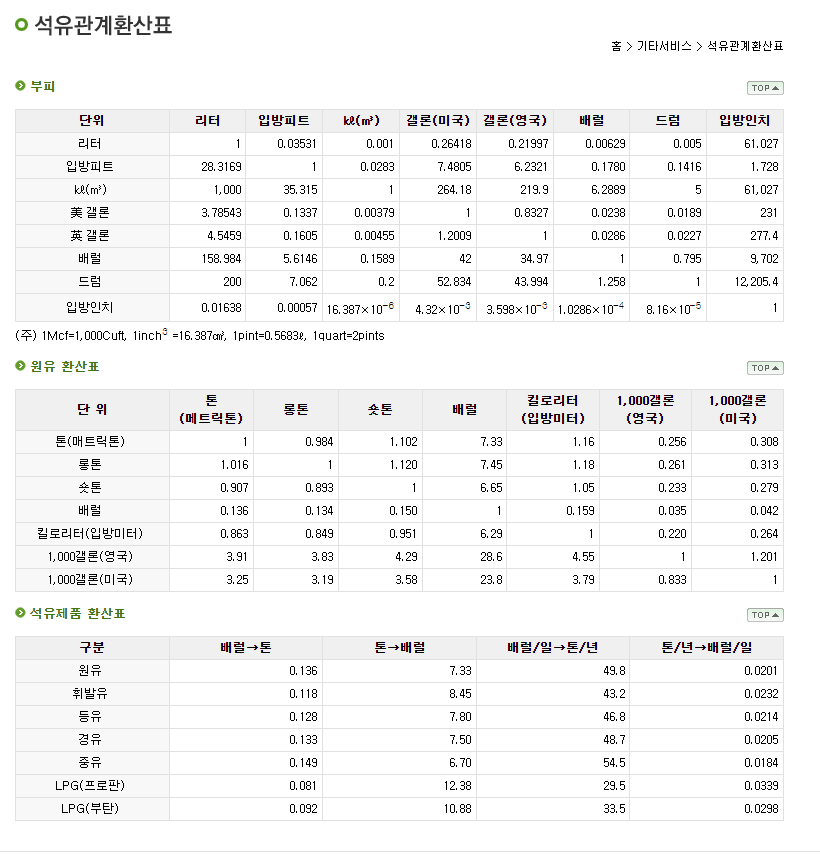 석유관계환산표
홈 > 기타서비스 > 석유관계환산표
부피
TOP▲
단위 리터 입방피트 ㎘(㎥) 갤론(미국) 갤론(영국) 배럴 드럼 입방인치
리터 1 0.03531 0.001 0.26418 0.21997 0.00629 0.005 61.027
입방피트 28.3169 1 0.0283 7.4805 6.2321 0.1780 0.1416 1.728
㎘(㎥) 1,000 35.315 1 264.18 219.9 6.2889 5 61,027
美 갤론 3.78543 0.1337 0.00379 1 0.8327 0.0238 0.0189 231
英 갤론 4.5459 0.1605 0.00455 1.2009 1 0.0286 0.0227 277.4
배럴 158.984 5.6146 0.1589 42 34.97 1 0.795 9,702
드럼 200 7.062 0.2 52.834 43.994 1.258 1 12,205.4
입방인치 0.01638 0.00057 16.387×10⁻⁶ 4.32×10⁻³ 3.598×10⁻³ 1.0286×10⁻⁴ 8.16×10⁻⁵ 1
(주) 1Mcf=1,000Cuft, 1inch³ =16.387㎤, 1pint=0.5683ℓ, 1quart=2pints
원유 환산표
TOP▲
단 위 톤(메트릭톤) 롱톤 숏톤 배럴 킬로리터(입방미터) 1,000갤론(영국) 1,000갤론(미국)
톤(매트릭톤) 1 0.984 1.102 7.33 1.16 0.256 0.308
롱톤 1.016 1 1.120 7.45 1.18 0.261 0.313
숏톤 0.907 0.893 1 6.65 1.05 0.233 0.279
배럴 0.136 0.134 0.150 1 0.159 0.035 0.042
킬로리터(입방미터) 0.863 0.849 0.951 6.29 1 0.220 0.264
1,000갤론(영국) 3.91 3.83 4.29 28.6 4.55 1 1.201
1,000갤론(미국) 3.25 3.19 3.58 23.8 3.79 0.833 1
석유제품 환산표
TOP▲
구분 배럴→톤 톤→배럴 배럴/일→톤/년 톤/년→배럴/일
원유 0.136 7.33 49.8 0.0201
휘발유 0.118 8.45 43.2 0.0232
등유 0.128 7.80 46.8 0.0214
경유 0.133 7.50 48.7 0.0205
중유 0.149 6.70 54.5 0.0184
LPG(프로판) 0.081 12.38 29.5 0.0339
LPG(부탄) 0.092 10.88 33.5 0.0298